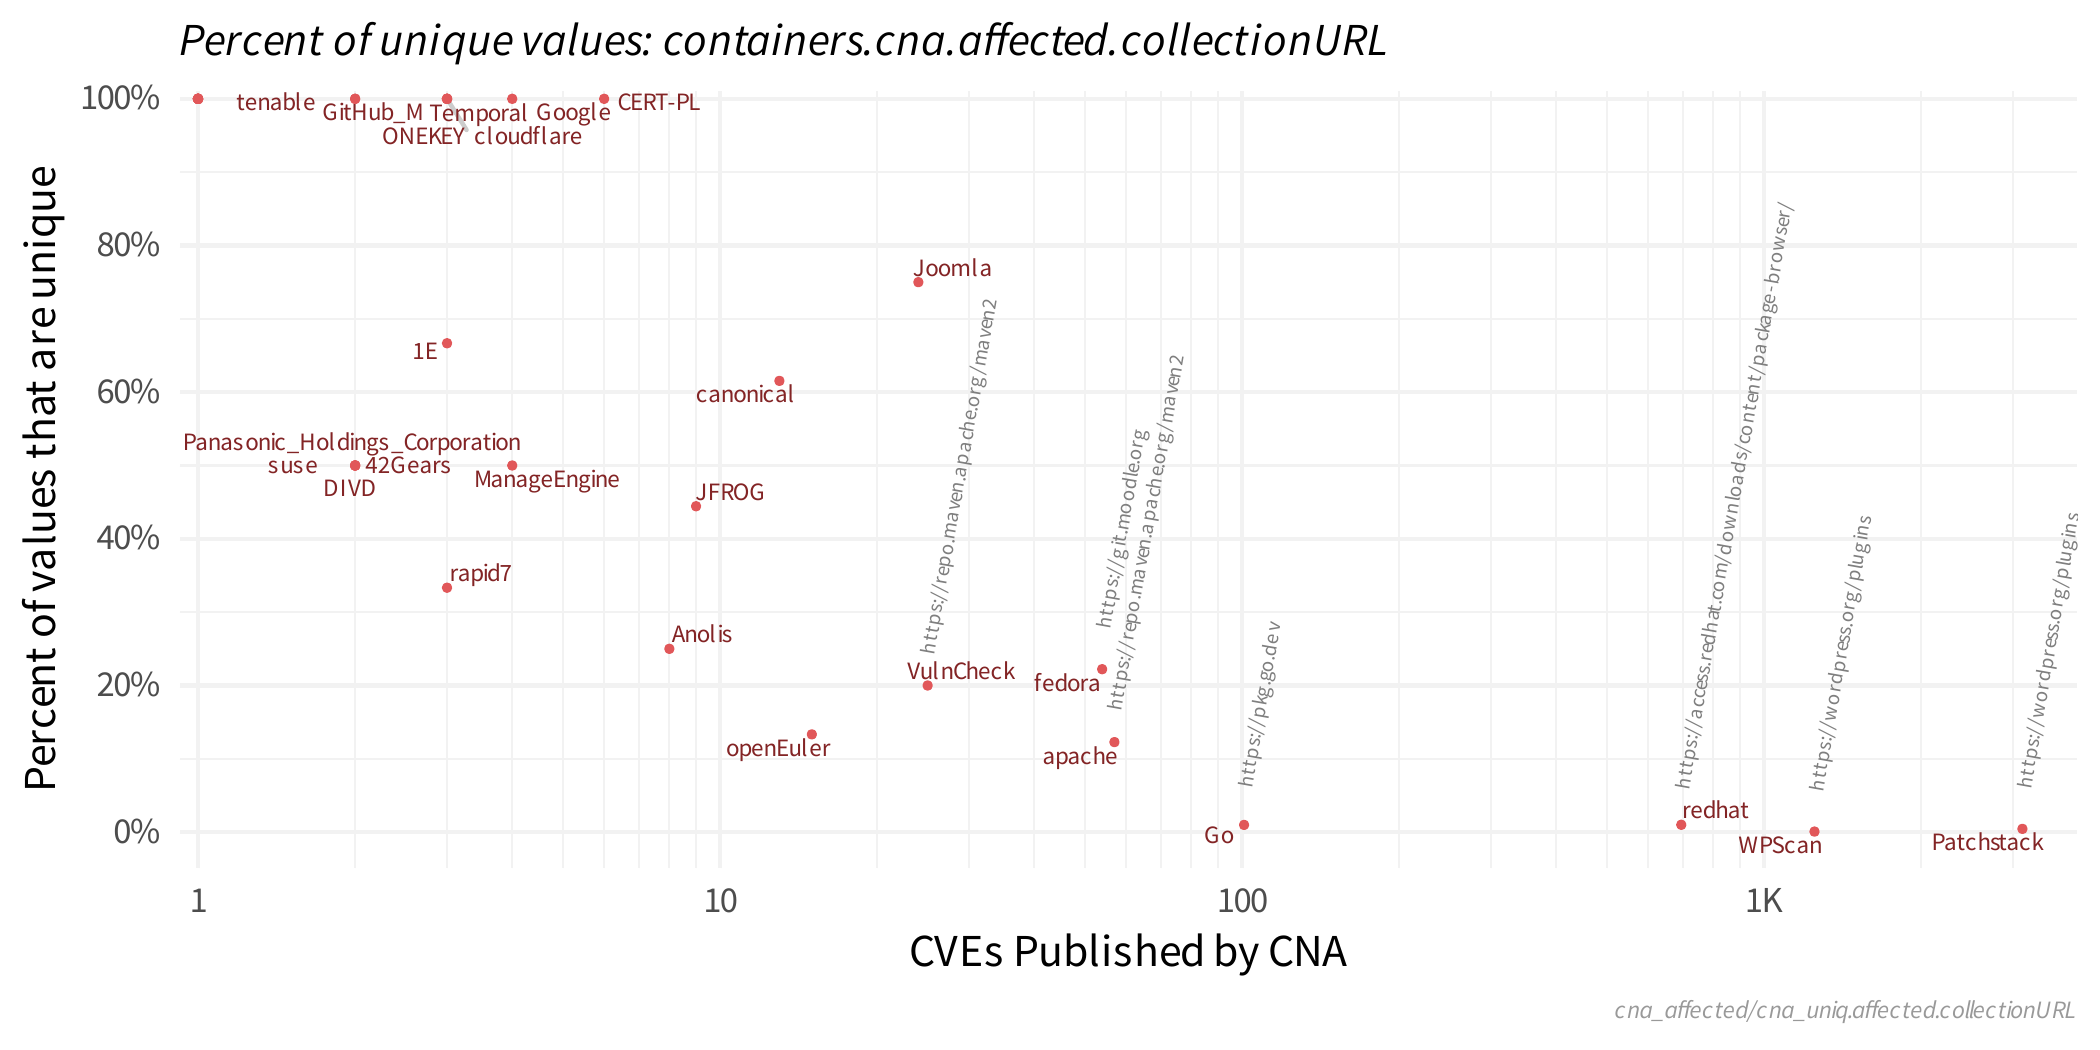 Percent of unique values: containers.cna.affected.collectionURL
Percent of values that are unique
100%
80%
60%
40%
20%
0%
tenable
GitHub_M
Temporal
Google
CERT-PL
ONEKEY
cloudflare
Joomla
1E
canonical
Panasonic_Holdings_Corporation
suse
42Gears
DIVD
ManageEngine
JFROG
rapid7
Anolis
VulnCheck
fedora
openEuler
apache
Go
redhat
WPScan
Patchstack
https://repo.maven.apache.org/maven2
https://git.moodle.org
https://repo.maven.apache.org/maven2
https://pkg.go.dev
https://access.redhat.com/downloads/content/package-browser/
https://wordpress.org/plugins
https://wordpress.org/plugins
1
10
100
1K
CVEs Published by CNA
cna_affected/cna_uniq.affected.collectionURL